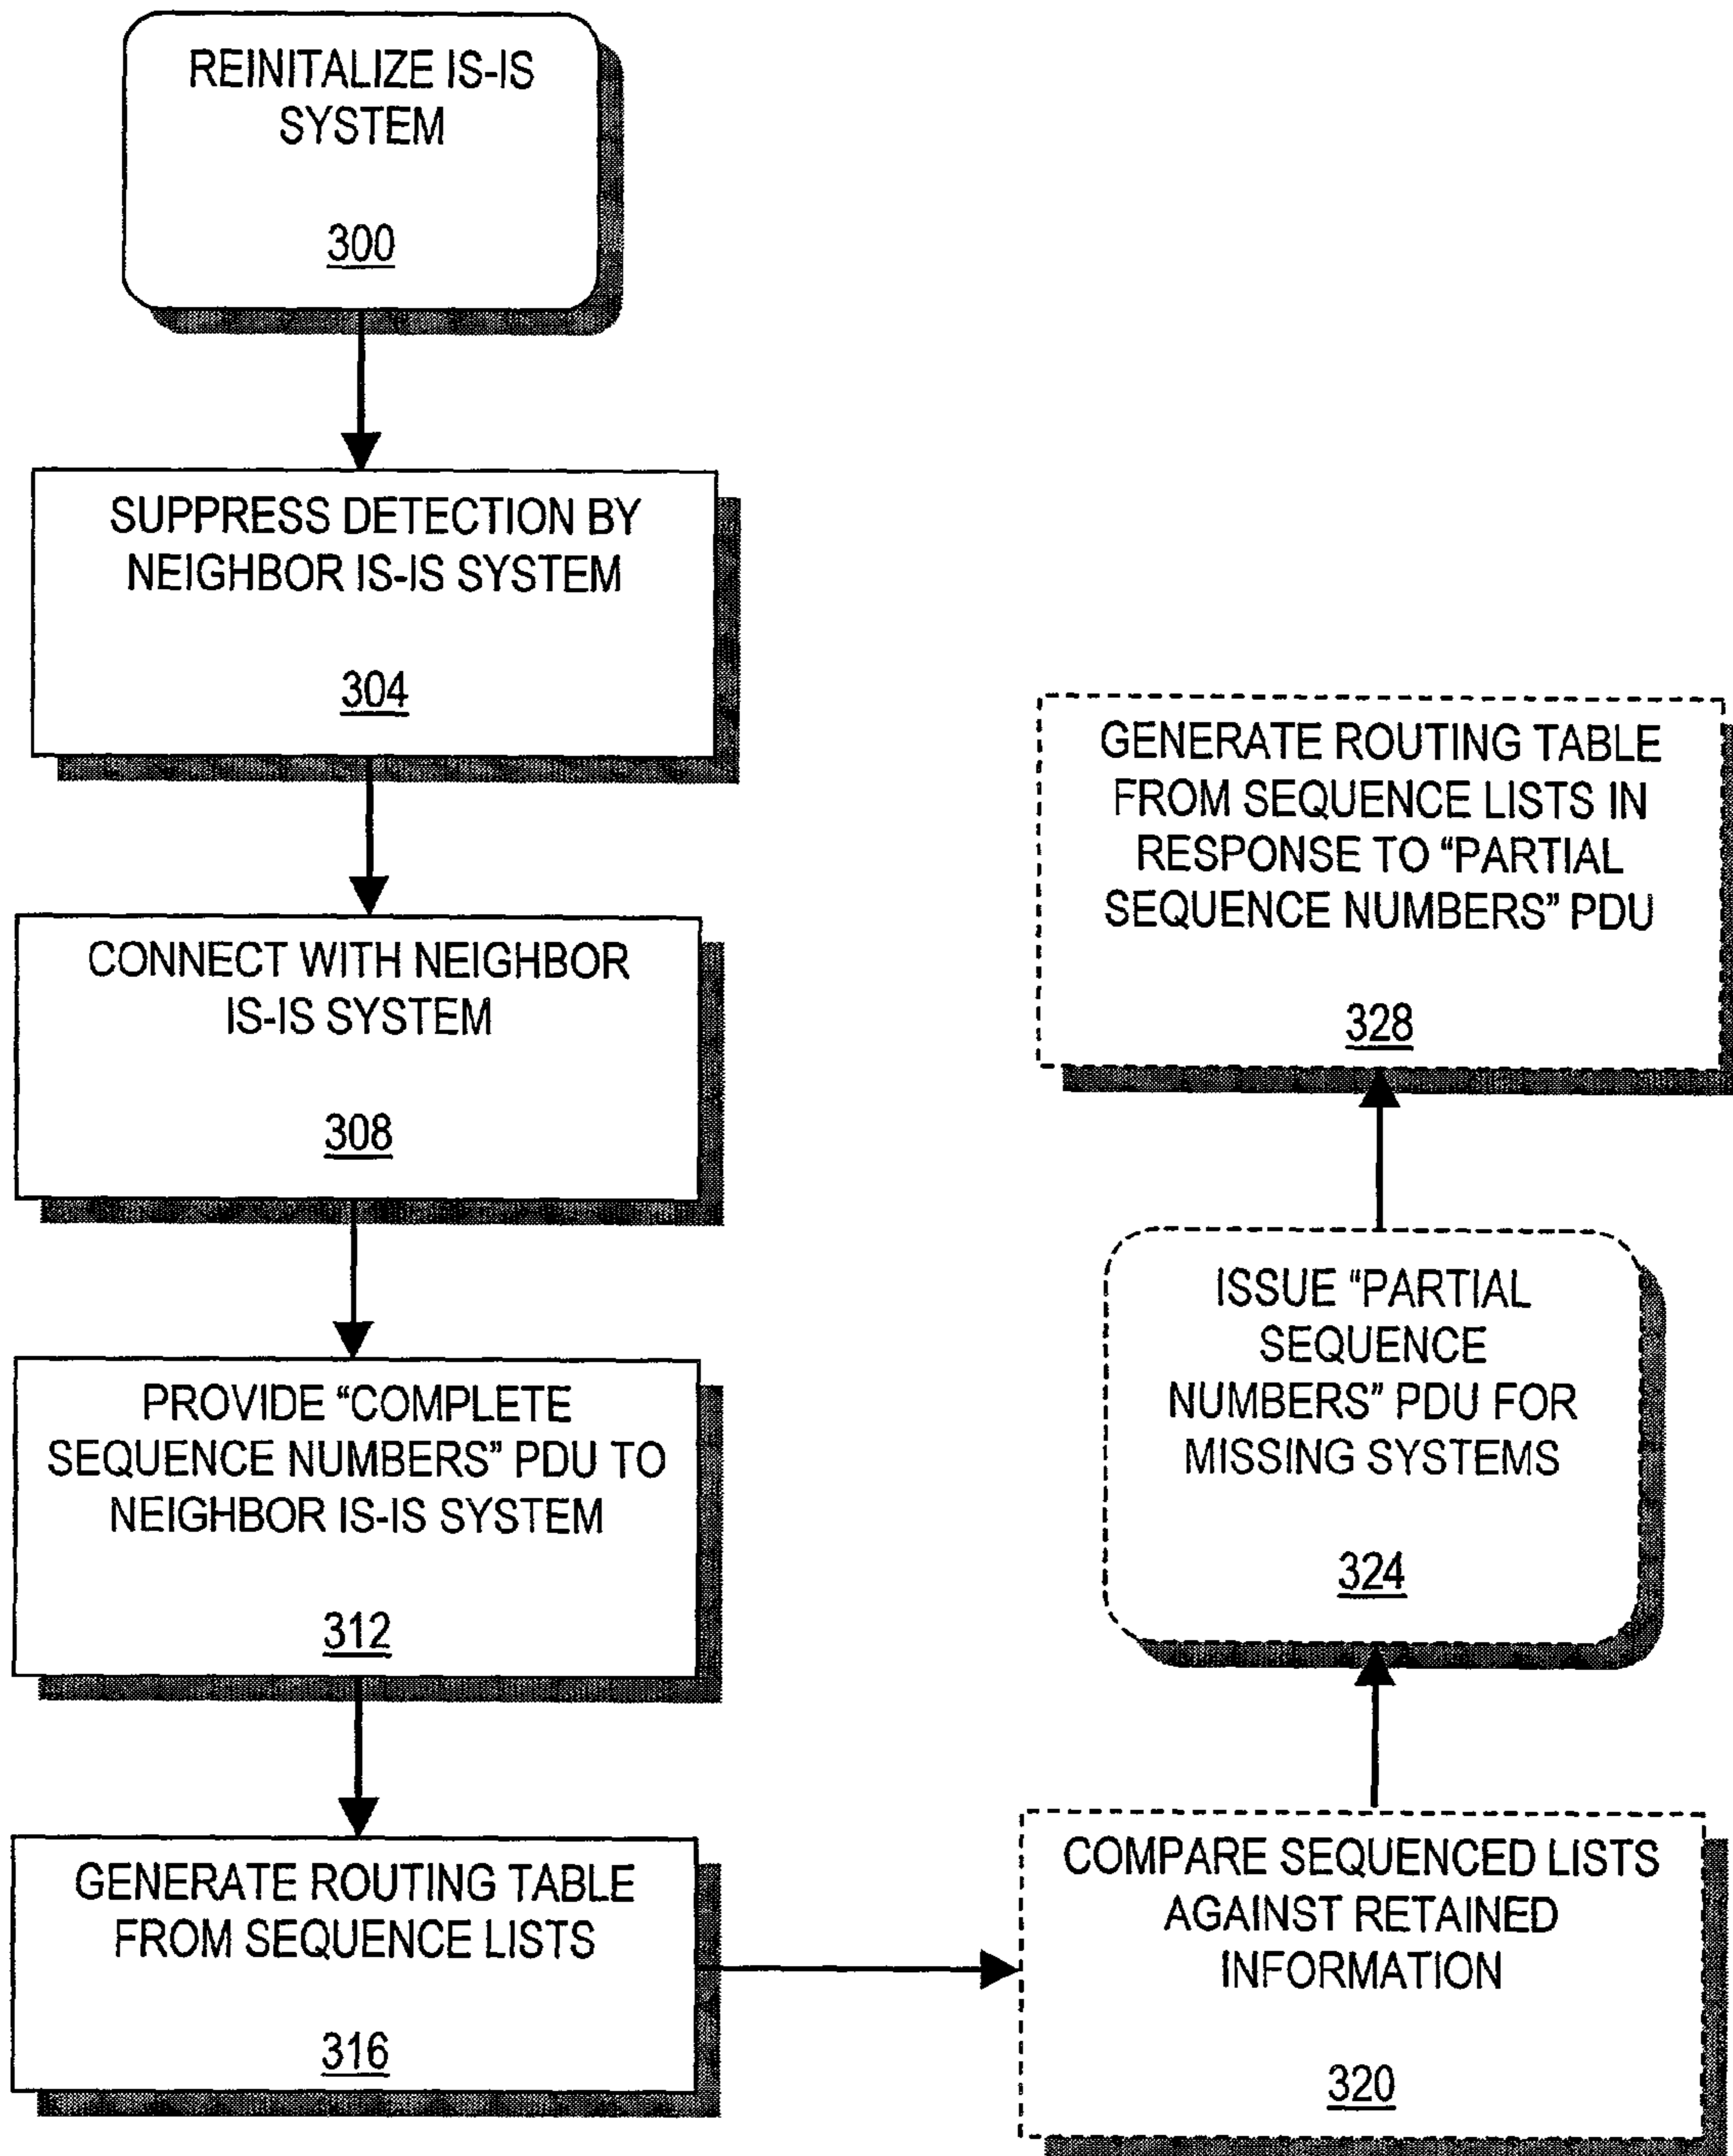 REINITALIZE IS-IS
SYSTEM
300
SUPPRESS DETECTION BY
NEIGHBOR IS-IS SYSTEM
304
CONNECT WITH NEIGHBOR
IS-IS SYSTEM
308
PROVIDE “COMPLETE
SEQUENCE NUMBERS” PDU TO
NEIGHBOR IS-IS SYSTEM
312
GENERATE ROUTING TABLE
FROM SEQUENCE LISTS
316
COMPARE SEQUENCED LISTS
AGAINST RETAINED
INFORMATION
320
ISSUE “PARTIAL
SEQUENCE
NUMBERS” PDU FOR
MISSING SYSTEMS
324
GENERATE ROUTING TABLE
FROM SEQUENCE LISTS IN
RESPONSE TO “PARTIAL
SEQUENCE NUMBERS” PDU
328